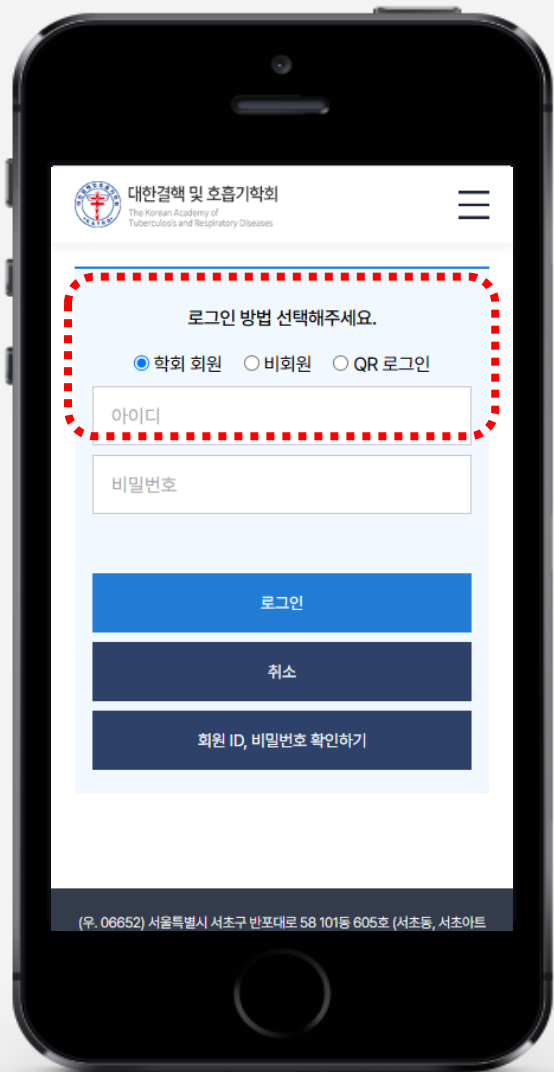 대한결핵 및 호흡기학회
The Korean Academy of
Tuberculosis and Respiratory Diseases
로그인 방법 선택해주세요.
학회 회원 비회원 QR 로그인
아이디
비밀번호
로그인
취소
회원 ID, 비밀번호 확인하기
(우. 06652) 서울특별시 서초구 반포대로 58 101동 605호 (서초동, 서초아트